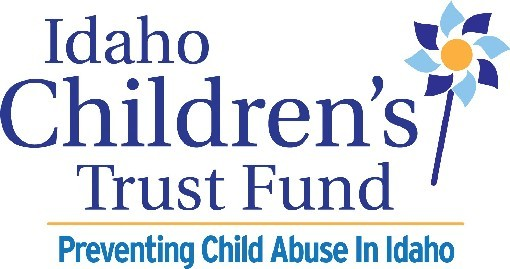 Idaho
Children's
Trust Fund
Preventing Child Abuse In Idaho